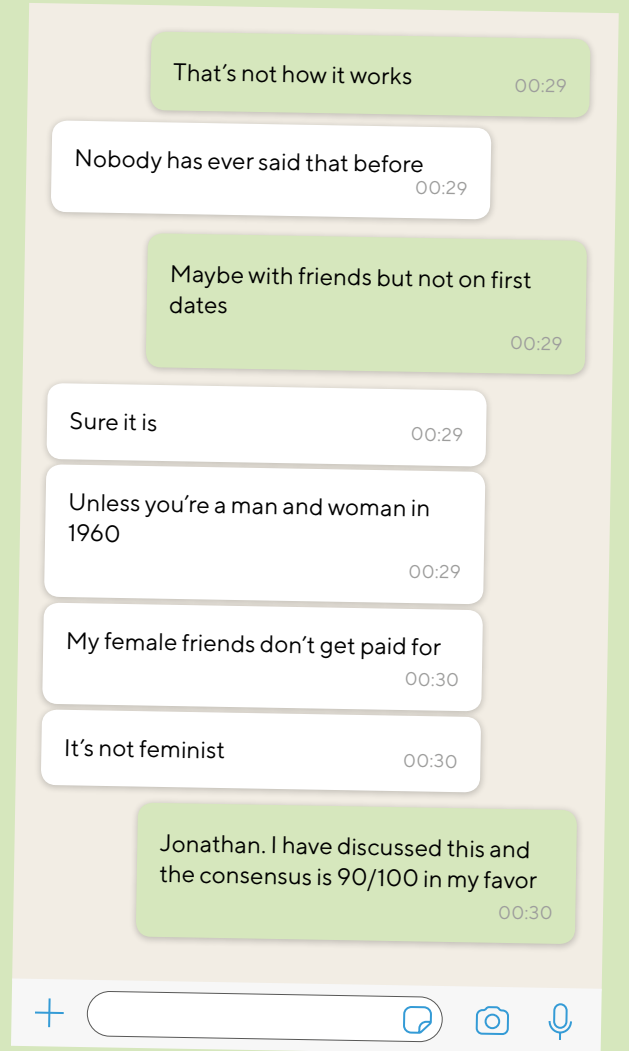 That's not how it works
00:29
Nobody has ever said that before
00:29
Maybe with friends but not on first
dates
00:29
Sure it is
00:29
Unless you're a man and woman in
1960
00:29
My female friends don't get paid for
00:30
It's not feminist
00:30
Jonathan. I have discussed this and
the consensus is 90/100 in my favor
00:30